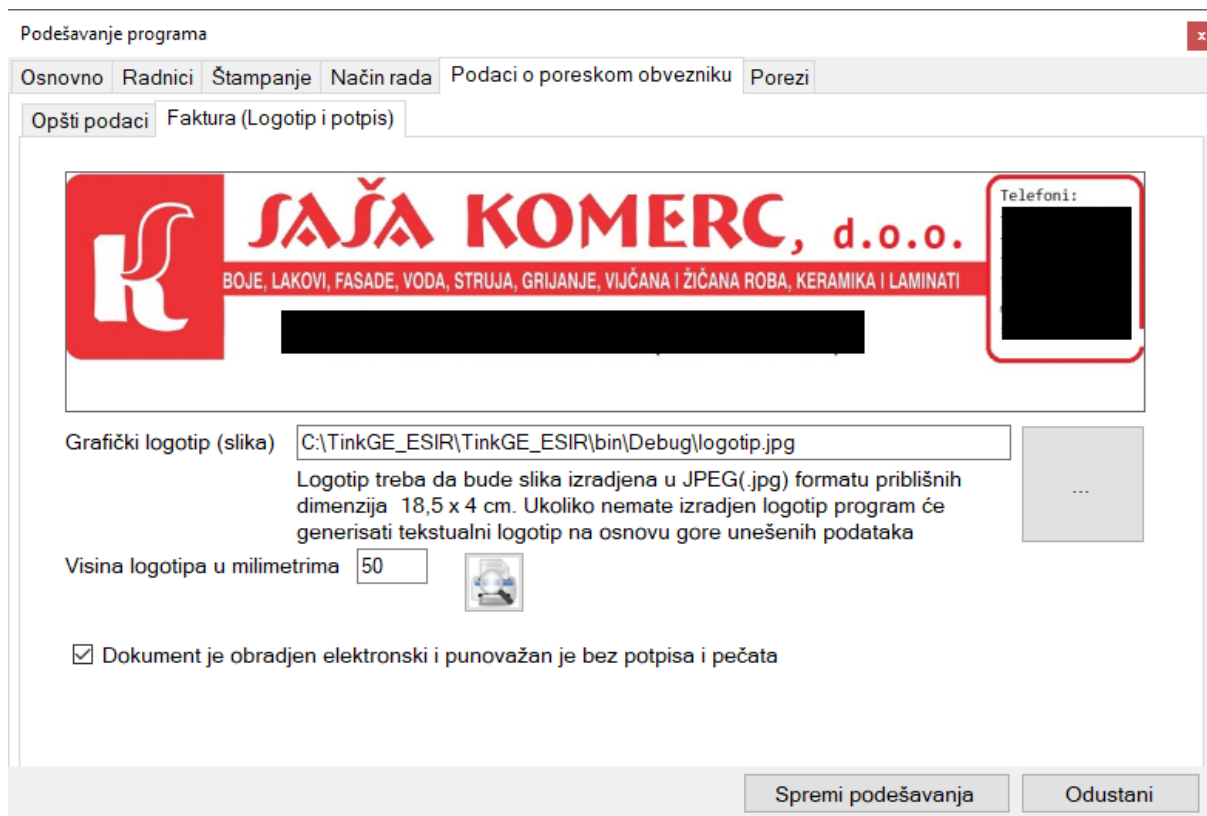 Podešavanje programa
x
Osnovno Radnici Štampanje Način rada Podaci o poreskom obvezniku Porezi
Opšti podaci Faktura (Logotip i potpis)
SAŠA KOMERC, d.o.o.
BOJE, LAKOVI, FASADE, VODA, STRUJA, GRIJANJE, VIJČANA I ŽIČANA ROBA, KERAMIKA I LAMINATI
Telefoni:
Grafički logotip (slika) C:\TinkGE_ESIR\TinkGE_ESIR\bin\Debug\logotip.jpg
...
Logotip treba da bude slika izradjena u JPEG(.jpg) formatu priblišnih
dimenzija 18,5 x 4 cm. Ukoliko nemate izradjen logotip program će
generisati tekstualni logotip na osnovu gore unešenih podataka
Visina logotipa u milimetrima 50
Dokument je obradjen elektronski i punovažan je bez potpisa i pečata
Spremi podešavanja Odustani